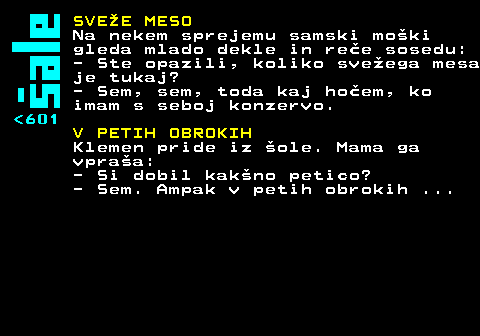 šale
<601
SVEŽE MESO
Na nekem sprejemu samski moški
gleda mlado dekle in reče sosedu:
- Ste opazili, koliko svežega mesa
je tukaj?
- Sem, sem, toda kaj hočem, ko
imam s seboj konzervo.
V PETIH OBROKIH
Klemen pride iz šole. Mama ga
vpraša:
- Si dobil kakšno petico?
- Sem. Ampak v petih obrokih ...